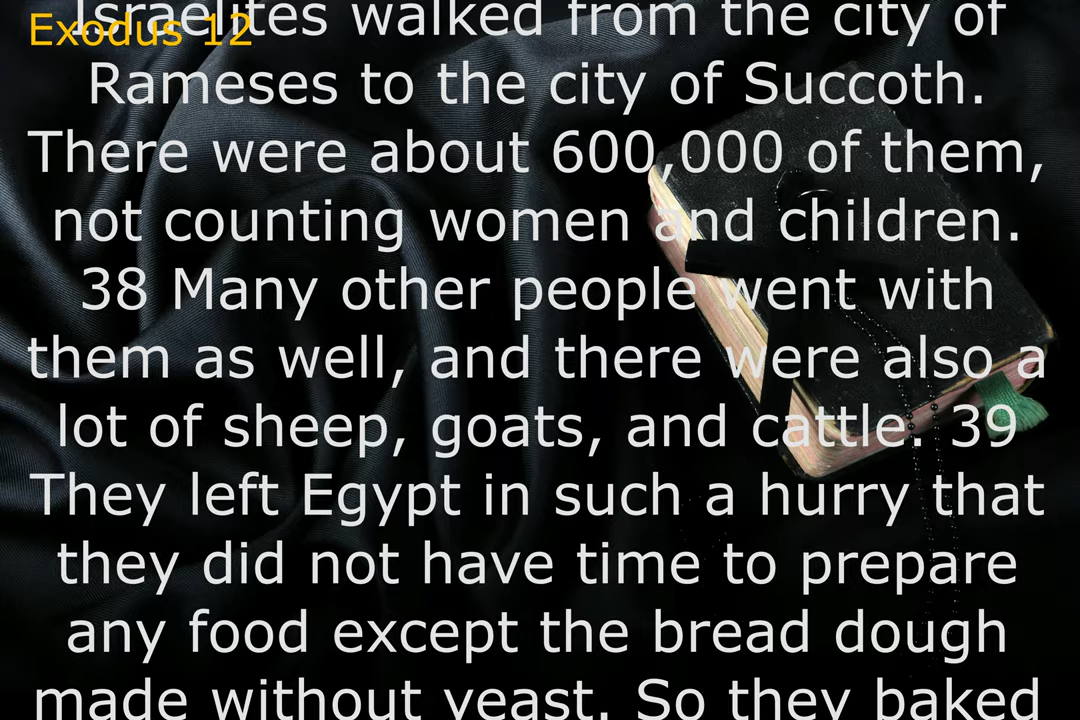 Exodus 12
Israelites walked from the city of
Rameses to the city of Succoth.
There were about 600,000 of them,
not counting women and children.
38 Many other people went with
them as well, and there were also a
lot of sheep, goats, and cattle. 39
They left Egypt in such a hurry that
they did not have time to prepare
any food except the bread dough
made without yeast. So they baked